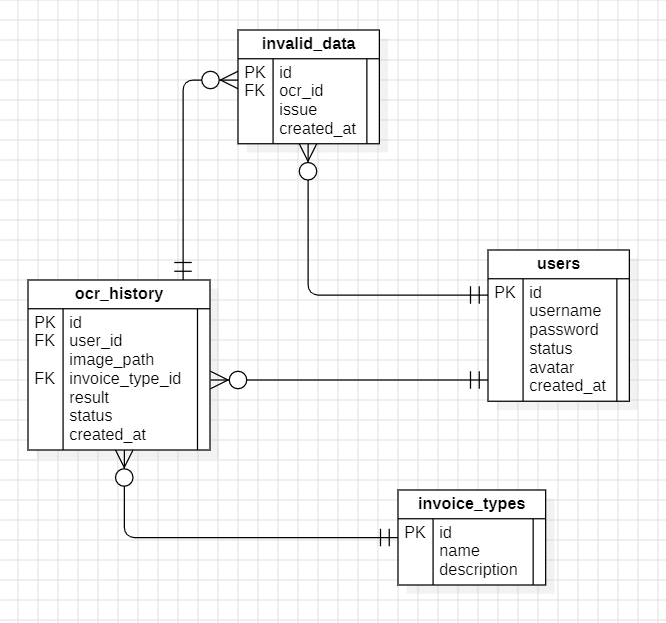 invalid_data
PK id
FK ocr_id
issue
created_at
users
PK id
username
password
status
avatar
created_at
ocr_history
PK id
FK user_id
image_path
FK invoice_type_id
result
status
created_at
invoice_types
PK id
name
description